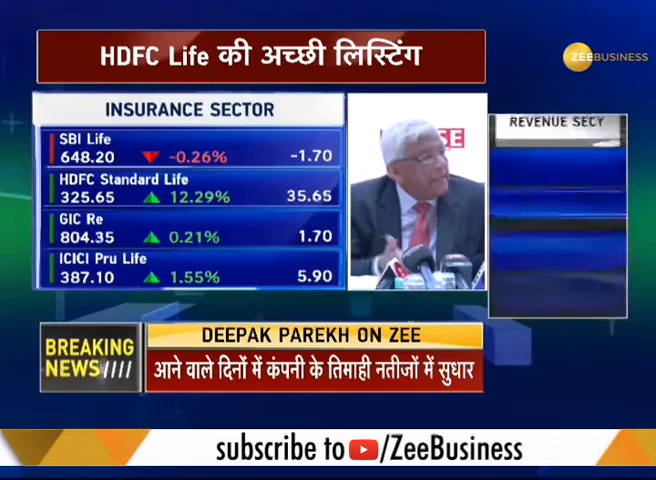 HDFC Life की अच्छी लिस्टिंग
ZEEBUSINESS
INSURANCE SECTOR
SBI Life
648.20 -0.26% -1.70
HDFC Standard Life
325.65 12.29% 35.65
GIC Re
804.35 0.21% 1.70
ICICI Pru Life
387.10 1.55% 5.90
SE
REVENUE SECY
BREAKING
NEWS
DEEPAK PAREKH ON ZEE
आने वाले दिनों में कंपनी के तिमाही नतीजों में सुधार
subscribe to /ZeeBusiness